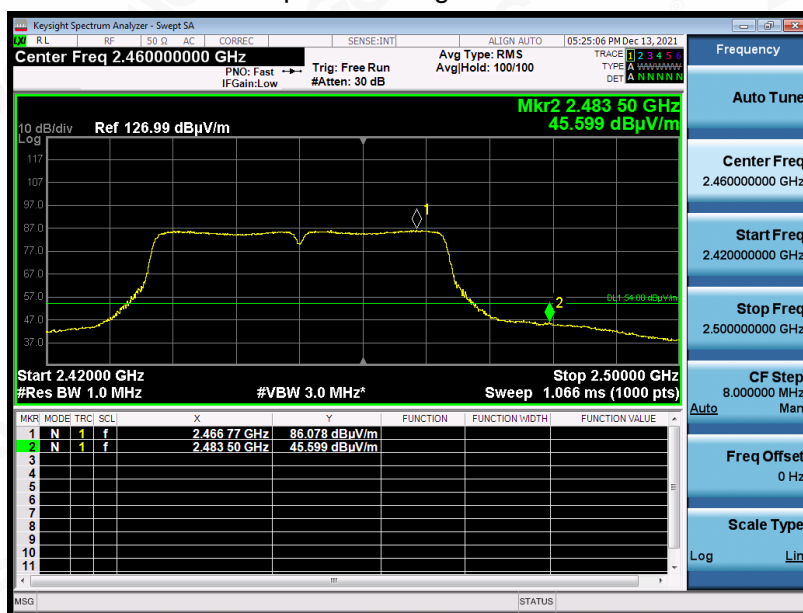 Keysight Spectrum Analyzer - Swept SA
LXI RL RF 50 Ω AC CORREC SENSE:INT ALIGN AUTO 05:25:06 PM Dec 13, 2021
Center Freq 2.460000000 GHz
PNO: Fast
IFGain:Low
Trig: Free Run
#Atten: 30 dB
Avg Type: RMS
Avg|Hold: 100/100
TRACE 1 2 3 4 5 6
TYPE A WWWWW
DET A N N N N N
Mkr2 2.483 50 GHz
45.599 dBµV/m
10 dB/div Ref 126.99 dBµV/m
Log
117
107
97.0
87.0
77.0
67.0
57.0
47.0
37.0
1
2
DL1 54.00 dBµV/m
Start 2.42000 GHz Stop 2.50000 GHz
#Res BW 1.0 MHz #VBW 3.0 MHz* Sweep 1.066 ms (1000 pts)
MKR MODE TRC SCL X Y FUNCTION FUNCTION WIDTH FUNCTION VALUE
1 N 1 f 2.466 77 GHz 86.078 dBµV/m
2 N 1 f 2.483 50 GHz 45.599 dBµV/m
3
4
5
6
7
8
9
10
11
MSG STATUS
Frequency
Auto Tune
Center Freq
2.460000000 GHz
Start Freq
2.420000000 GHz
Stop Freq
2.500000000 GHz
CF Step
8.000000 MHz
Auto Man
Freq Offset
0 Hz
Scale Type
Log Lin